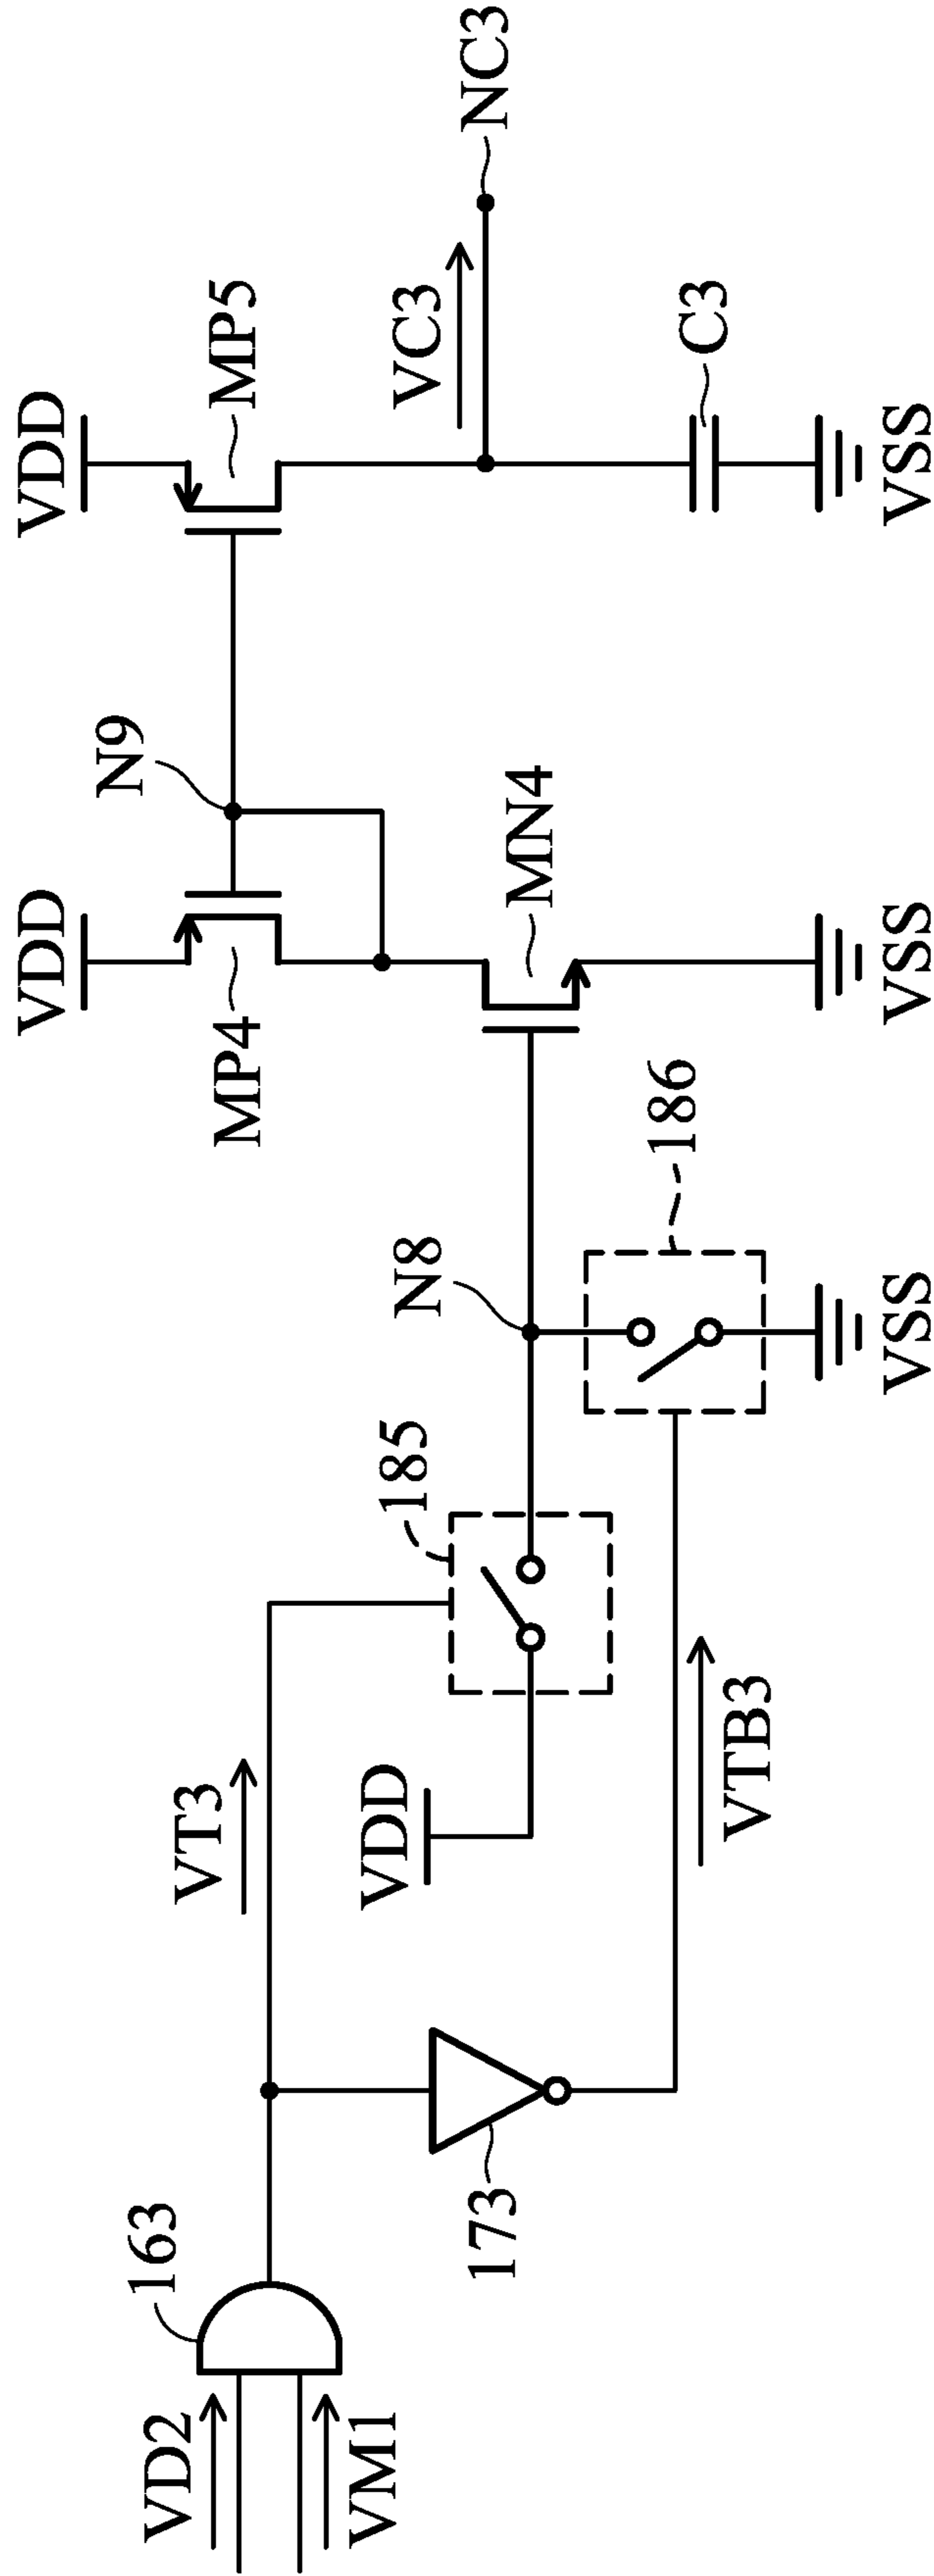 VDD
VDD
N9
MP4
MP5
VC3
NC3
163
VD2
VM1
VT3
VDD
185
N8
MN4
C3
173
186
VTB3
VSS
VSS
VSS